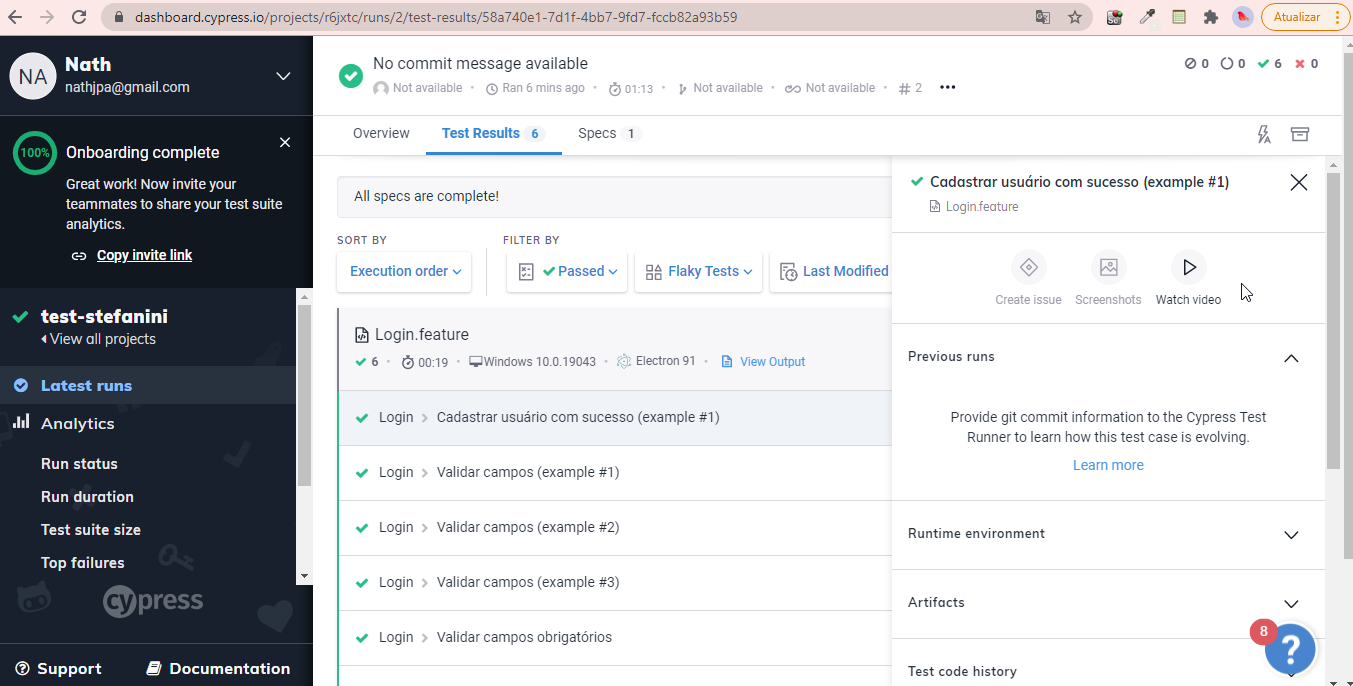 dashboard.cypress.io/projects/r6jxtc/runs/2/test-results/58a740e1-7d1f-4bb7-9fd7-fccb82a93b59
Atualizar
NA
Nath
nathjpa@gmail.com
100%
Onboarding complete
Great work! Now invite your
teammates to share your test suite
analytics.
Copy invite link
test-stefanini
View all projects
Latest runs
Analytics
Run status
Run duration
Test suite size
Top failures
cypress
Support
Documentation
No commit message available
Not available
Ran 6 mins ago
01:13
Not available
Not available
# 2
0
0
6
0
Overview
Test Results 6
Specs 1
All specs are complete!
SORT BY
FILTER BY
Execution order
Passed
Flaky Tests
Last Modified
Login.feature
6
00:19
Windows 10.0.19043
Electron 91
View Output
Login > Cadastrar usuário com sucesso (example #1)
Login > Validar campos (example #1)
Login > Validar campos (example #2)
Login > Validar campos (example #3)
Login > Validar campos obrigatórios
Cadastrar usuário com sucesso (example #1)
Login.feature
Create issue
Screenshots
Watch video
Previous runs
Provide git commit information to the Cypress Test
Runner to learn how this test case is evolving.
Learn more
Runtime environment
Artifacts
Test code history
8
?